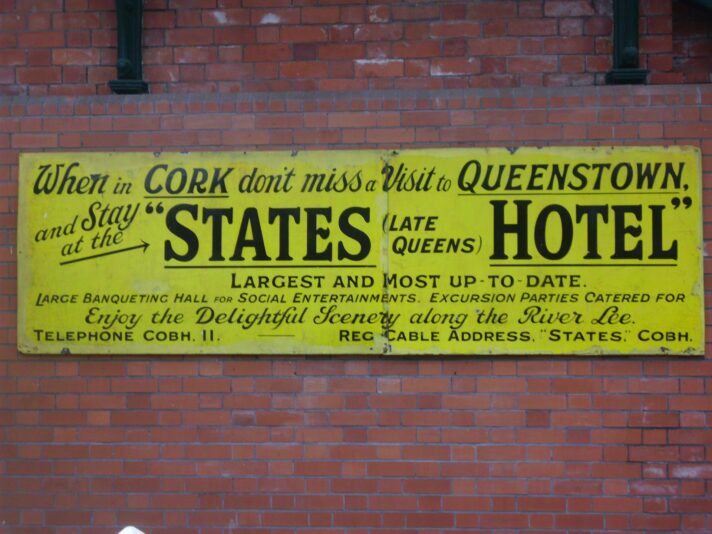 When in CORK don't miss a Visit to QUEENSTOWN,
and Stay at the "STATES (LATE QUEENS) HOTEL"
LARGEST AND MOST UP-TO-DATE.
LARGE BANQUETING HALL FOR SOCIAL ENTERTAINMENTS. EXCURSION PARTIES CATERED FOR
Enjoy the Delightful Scenery along the River Lee.
TELEPHONE COBH. 11. —— REG CABLE ADDRESS, "STATES." COBH.